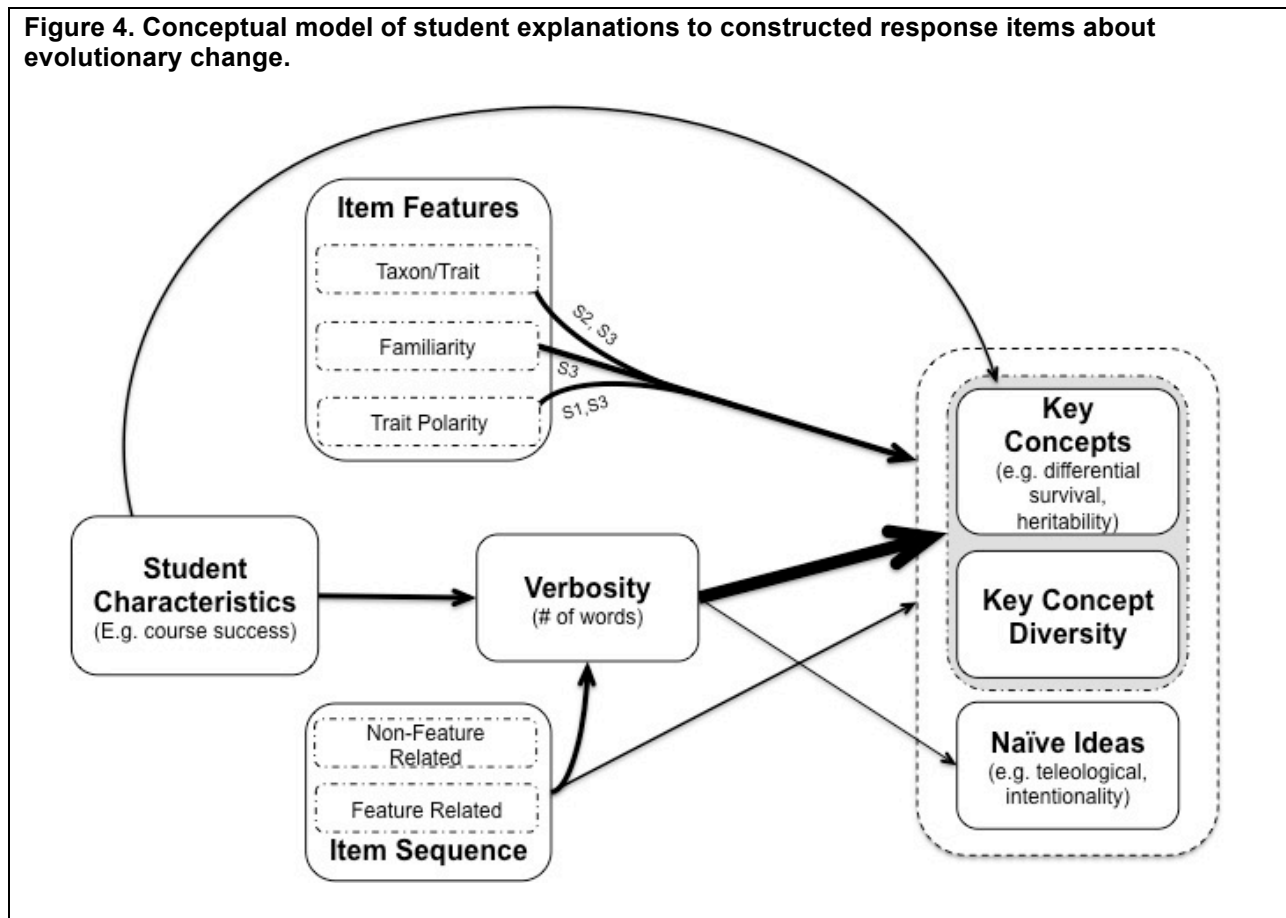 Figure 4. Conceptual model of student explanations to constructed response items about
evolutionary change.
Item Features
Taxon/Trait
Familiarity
Trait Polarity
S2, S3
S3
S1,S3
Student
Characteristics
(E.g. course success)
Verbosity
(# of words)
Non-Feature
Related
Feature Related
Item Sequence
Key
Concepts
(e.g. differential
survival,
heritability)
Key Concept
Diversity
Naïve Ideas
(e.g. teleological,
intentionality)